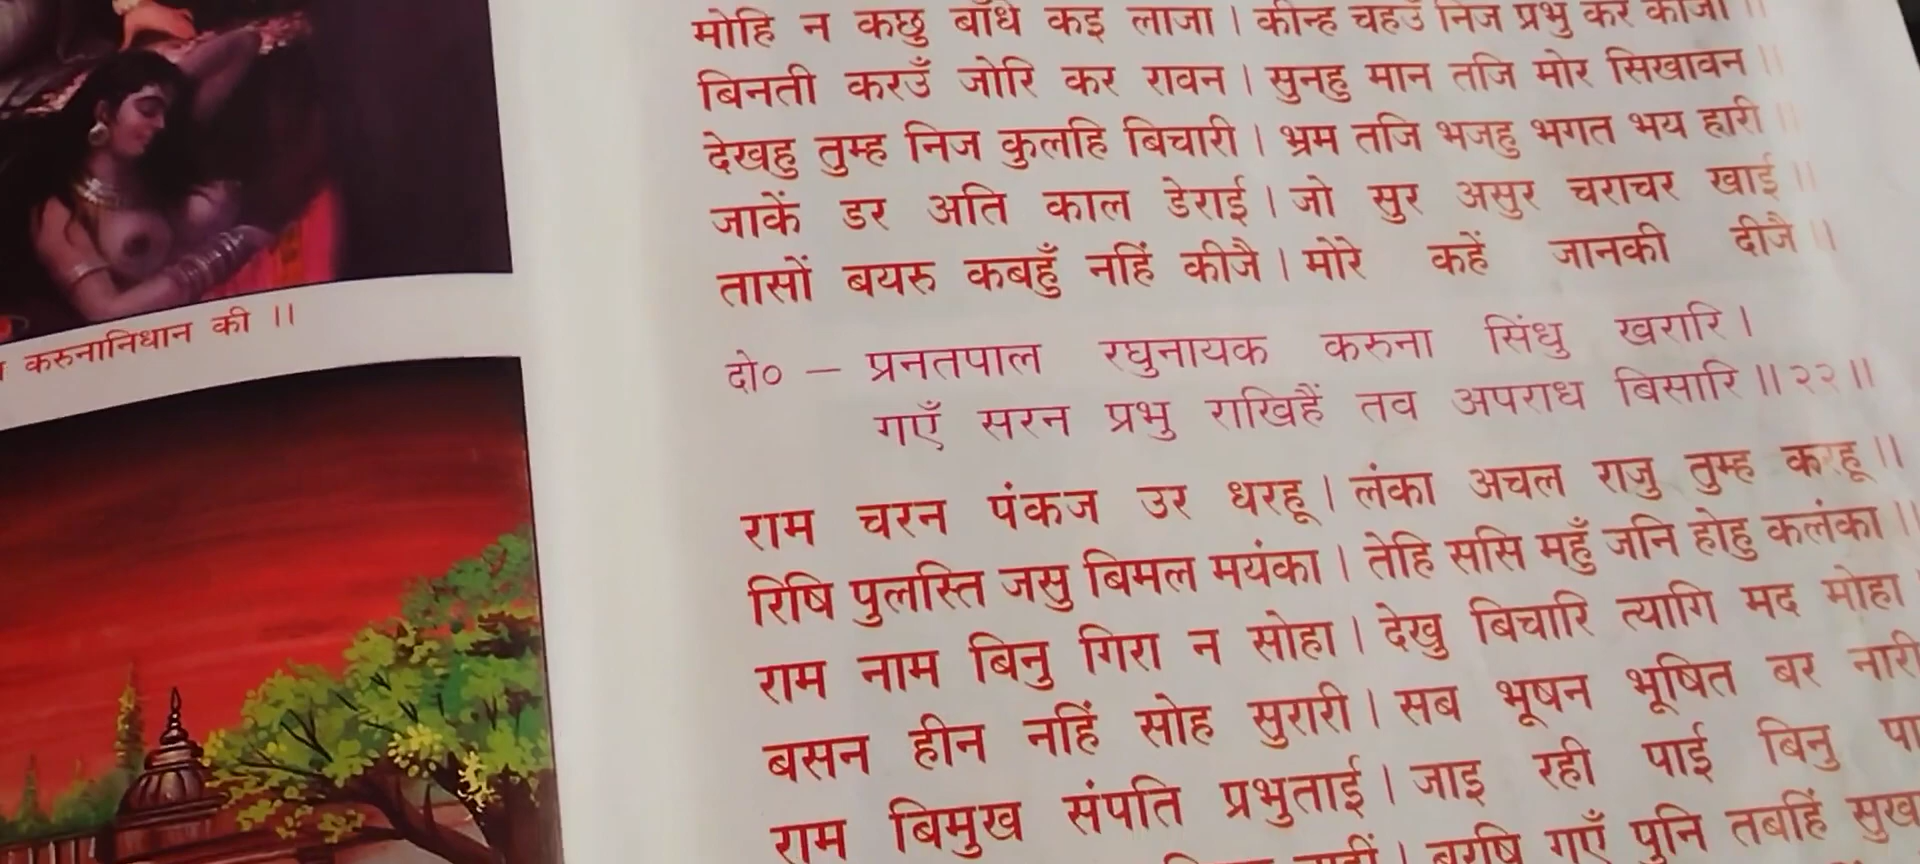 करुनानिधान की ॥
मोहि न कछु बाँधे कइ लाजा । कीन्ह चहउँ निज प्रभु कर काजा ॥
बिनती करउँ जोरि कर रावन । सुनहु मान तजि मोर सिखावन ॥
देखहु तुम्ह निज कुलहि बिचारी । भ्रम तजि भजहु भगत भय हारी ॥
जाकें डर अति काल डेराई । जो सुर असुर चराचर खाई ॥
तासों बयरु कबहुँ नहिं कीजै । मोरे कहें जानकी दीजै ॥
दो० – प्रनतपाल रघुनायक करुना सिंधु खरारि ।
गएँ सरन प्रभु राखिहैं तव अपराध बिसारि ॥ २२ ॥
राम चरन पंकज उर धरहू । लंका अचल राजु तुम्ह करहू ॥
रिषि पुलस्ति जसु बिमल मयंका । तेहि ससि महुँ जनि होहु कलंका ॥
राम नाम बिनु गिरा न सोहा । देखु बिचारि त्यागि मद मोहा
बसन हीन नहिं सोह सुरारी । सब भूषन भूषित बर नारी
राम बिमुख संपति प्रभुताई । जाइ रही पाई बिनु पा
गएँ पुनि तबहिं सुख